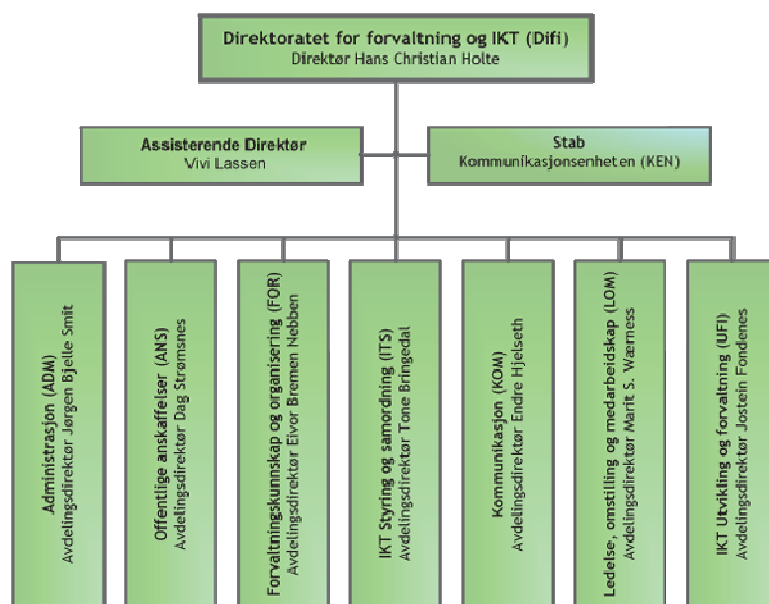 Direktoratet for forvaltning og IKT (Difi)
Direktør Hans Christian Holte
Assisterende Direktør
Vivi Lassen
Stab
Kommunikasjonsenheten (KEN)
Administrasjon (ADM)
Avdelingsdirektør Jørgen Bjelle Smit
Offentlige anskaffelser (ANS)
Avdelingsdirektør Dag Strømsnes
Forvaltningskunnskap og organisering (FOR)
Avdelingsdirektør Eivor Bremen Nebben
IKT Styring og samordning (ITS)
Avdelingsdirektør Tone Bringedal
Kommunikasjon (KOM)
Avdelingsdirektør Endre Hjelseth
Ledelse, omstilling og medarbeidskap (LOM)
Avdelingsdirektør Marit S. Wærness
IKT Utvikling og forvaltning (UFI)
Avdelingsdirektør Jostein Fondenes